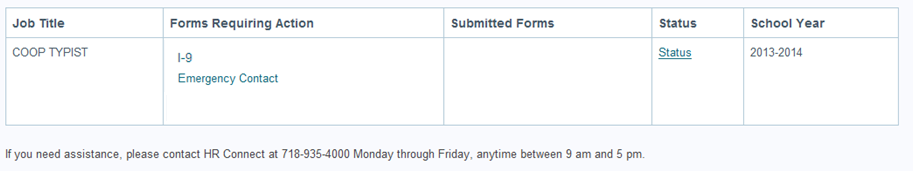 Job Title Forms Requiring Action Submitted Forms Status School Year
COOP TYPIST I-9 Status 2013-2014
Emergency Contact
If you need assistance, please contact HR Connect at 718-935-4000 Monday through Friday, anytime between 9 am and 5 pm.